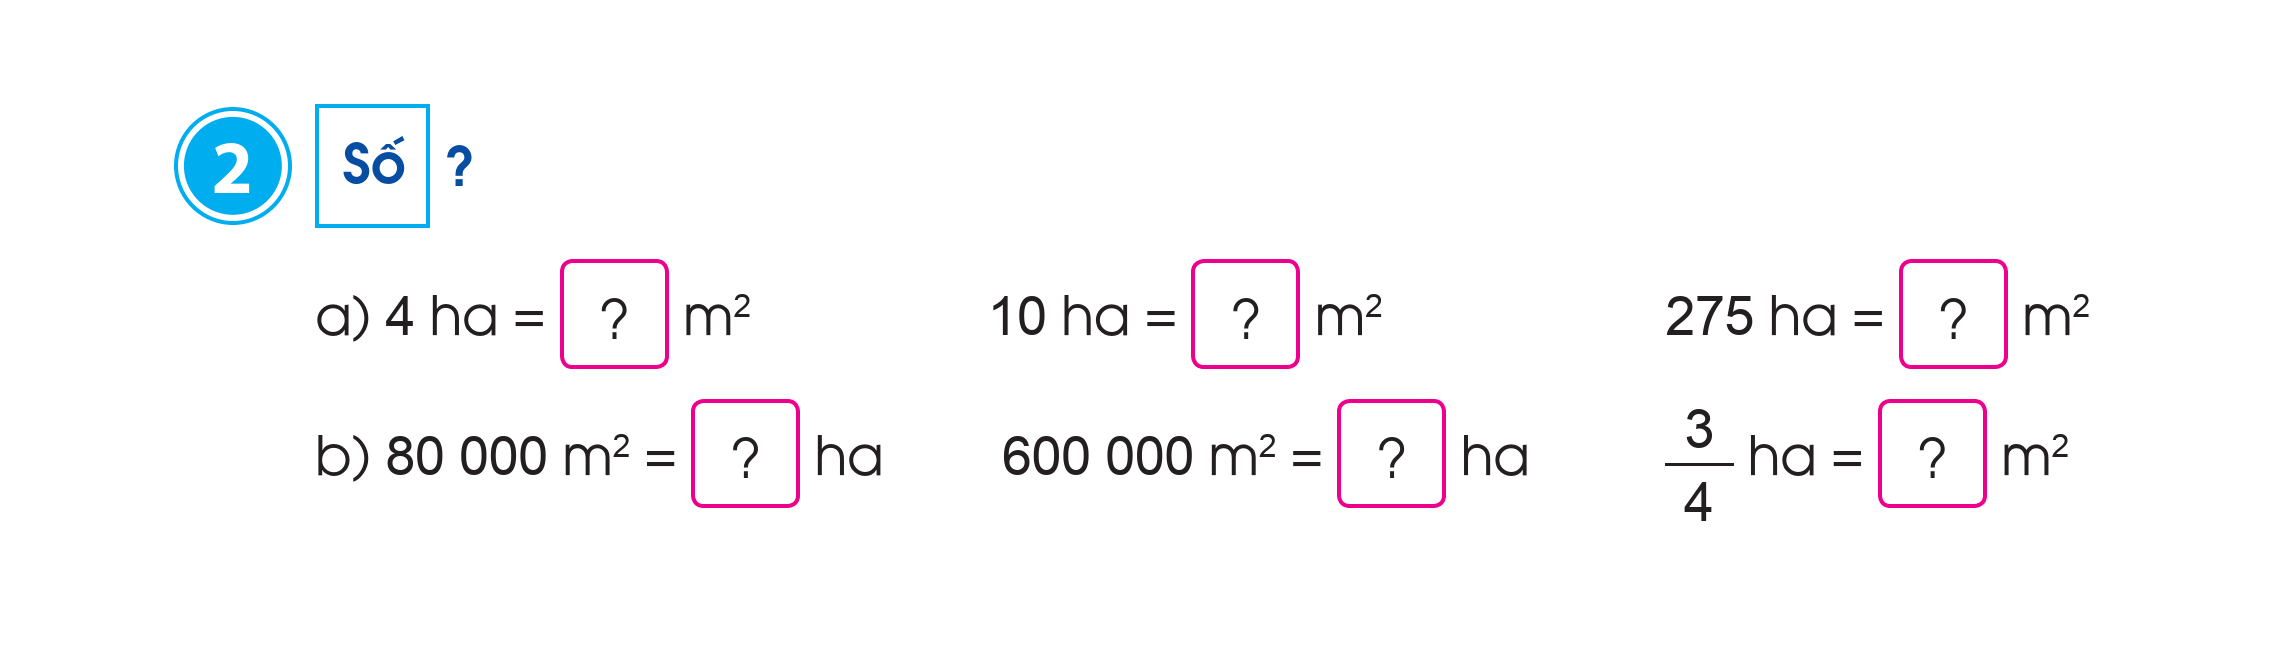 2 Số ?
a) 4 ha = ? m² 10 ha = ? m² 275 ha = ? m²
b) 80 000 m² = ? ha 600 000 m² = ? ha 3/4 ha = ? m²